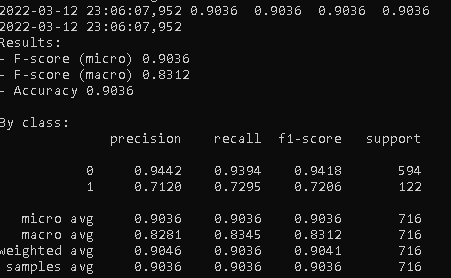 2022-03-12 23:06:07,952 0.9036 0.9036 0.9036 0.9036
2022-03-12 23:06:07,952
Results:
- F-score (micro) 0.9036
- F-score (macro) 0.8312
- Accuracy 0.9036
By class:
precision recall f1-score support
0 0.9442 0.9394 0.9418 594
1 0.7120 0.7295 0.7206 122
micro avg 0.9036 0.9036 0.9036 716
macro avg 0.8281 0.8345 0.8312 716
weighted avg 0.9046 0.9036 0.9041 716
samples avg 0.9036 0.9036 0.9036 716